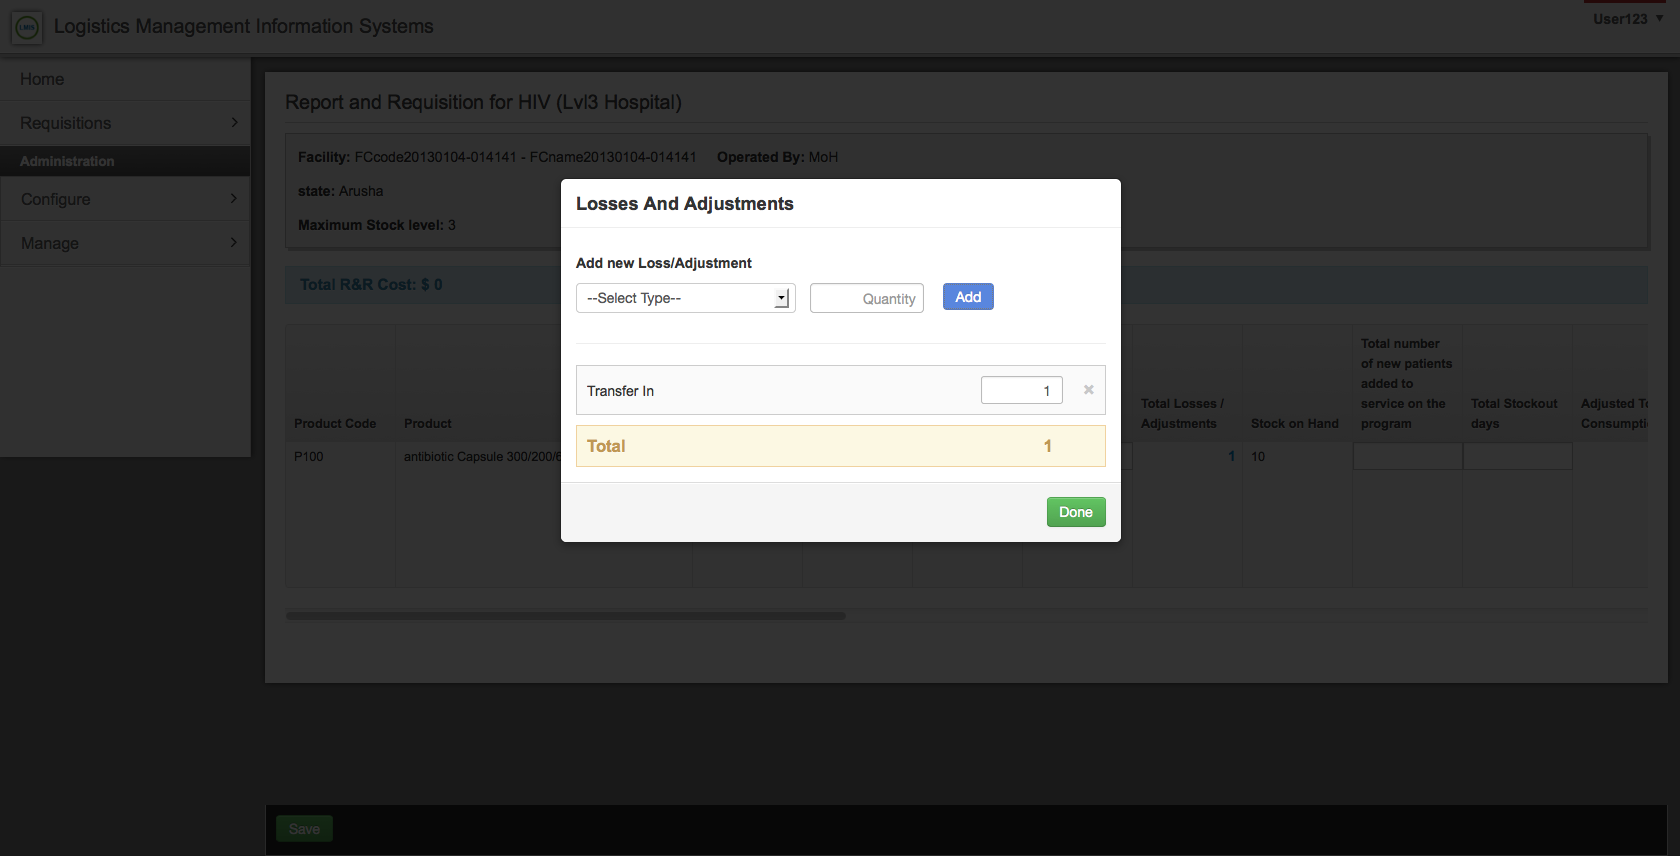 LMIS
Logistics Management Information Systems
User123
Home
Requisitions
Administration
Configure
Manage
Report and Requisition for HIV (Lvl3 Hospital)
Facility: FCcode20130104-014141 - FCname20130104-014141 Operated By: MoH
state: Arusha
Maximum Stock level: 3
Total R&R Cost: $ 0
Losses And Adjustments
Add new Loss/Adjustment
--Select Type-- Quantity Add
Transfer In 1
Total 1
Done
Product Code
Product
Total Losses /
Adjustments
Stock on Hand
Total number
of new patients
added to
service on the
program
Total Stockout
days
Adjusted
P100 antibiotic Capsule 1 10
Save